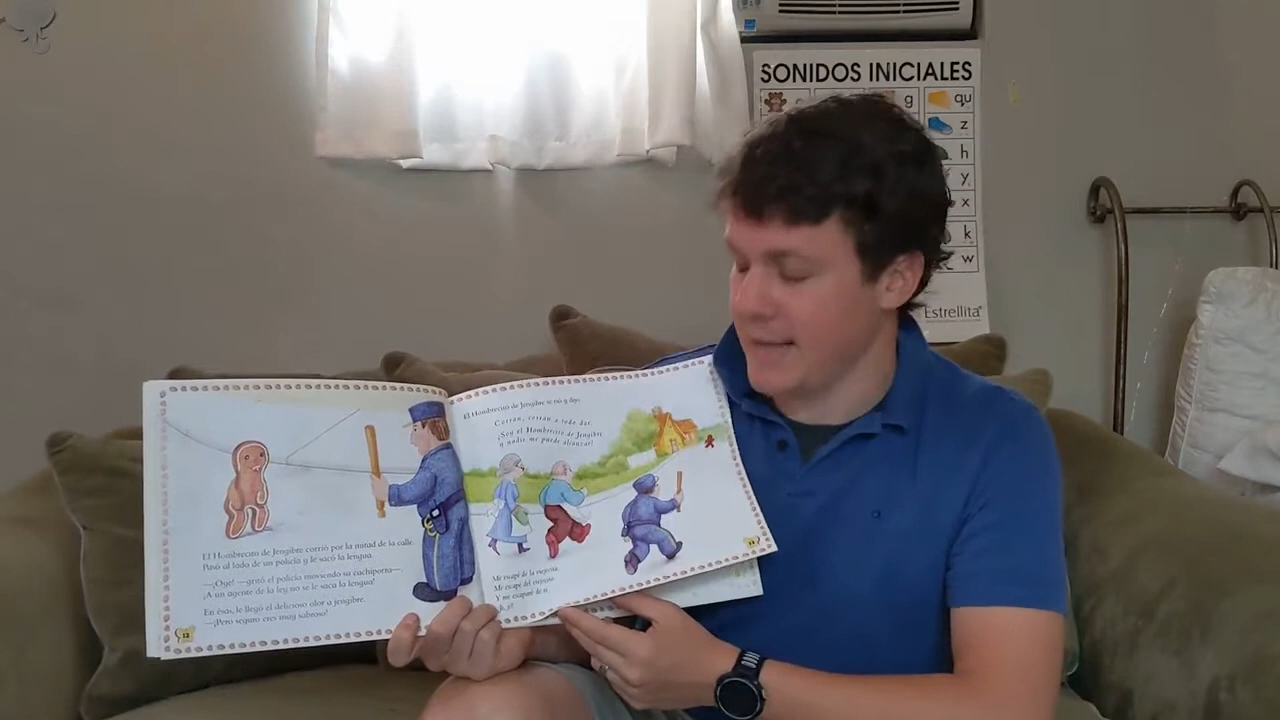 SONIDOS INICIALES
g
qu
z
h
y
x
k
w
Estrellita
El Hombrecito de Jengibre corrió por la mitad de la calle.
Pasó al lado de un policía y le sacó la lengua.
—¡Oye! —gritó el policía moviendo su cachiporra—.
¡A un agente de la ley no se le saca la lengua!
En esas, le llegó el delicioso olor a jengibre.
—¡Pero seguro eres muy sabroso!
12
El Hombrecito de Jengibre se rió y dijo:
Corran, corran a todo dar.
¡Soy el Hombrecito de Jengibre
y nadie me puede alcanzar!
Me escapé de la viejecita.
Me escapé del viejecito.
Y me escaparé de ti.
13